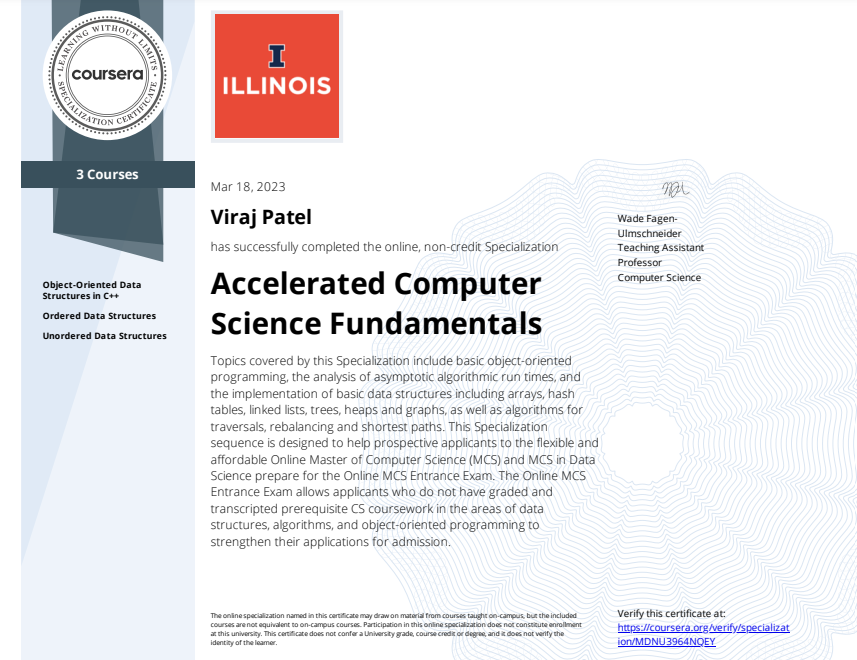 LEARNING WITHOUT LIMITS
coursera
SPECIALIZATION CERTIFICATE
3 Courses
Object-Oriented Data
Structures in C++
Ordered Data Structures
Unordered Data Structures
I
ILLINOIS
Mar 18, 2023
Viraj Patel
has successfully completed the online, non-credit Specialization
Accelerated Computer
Science Fundamentals
Topics covered by this Specialization include basic object-oriented
programming, the analysis of asymptotic algorithmic run times, and
the implementation of basic data structures including arrays, hash
tables, linked lists, trees, heaps and graphs, as well as algorithms for
traversals, rebalancing and shortest paths. This Specialization
sequence is designed to help prospective applicants to the flexible and
affordable Online Master of Computer Science (MCS) and MCS in Data
Science prepare for the Online MCS Entrance Exam. The Online MCS
Entrance Exam allows applicants who do not have graded and
transcripted prerequisite CS coursework in the areas of data
structures, algorithms, and object-oriented programming to
strengthen their applications for admission.
Wade Fagen-
Ulmschneider
Teaching Assistant
Professor
Computer Science
The online specialization named in this certificate may draw on material from courses taught on-campus, but the included
courses are not equivalent to on-campus courses. Participation in this online specialization does not constitute enrollment
at this university. This certificate does not confer a University grade, course credit or degree, and it does not verify the
identity of the learner.
Verify this certificate at:
https://coursera.org/verify/specializat
ion/MDNU3964NQEY